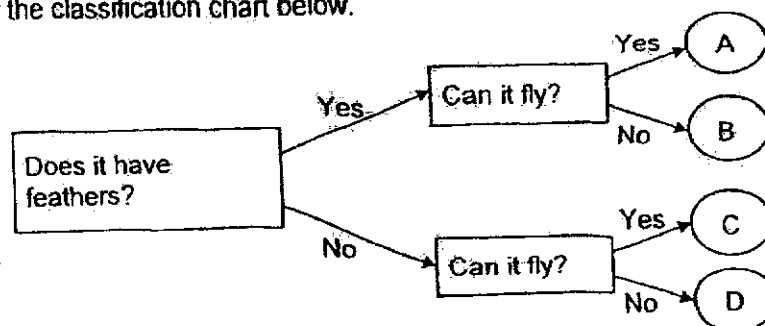 the classification chart below.
Yes
A
Can it fly?
Yes
No
B
Does it have
feathers?
Yes
C
No
Can it fly?
No
D